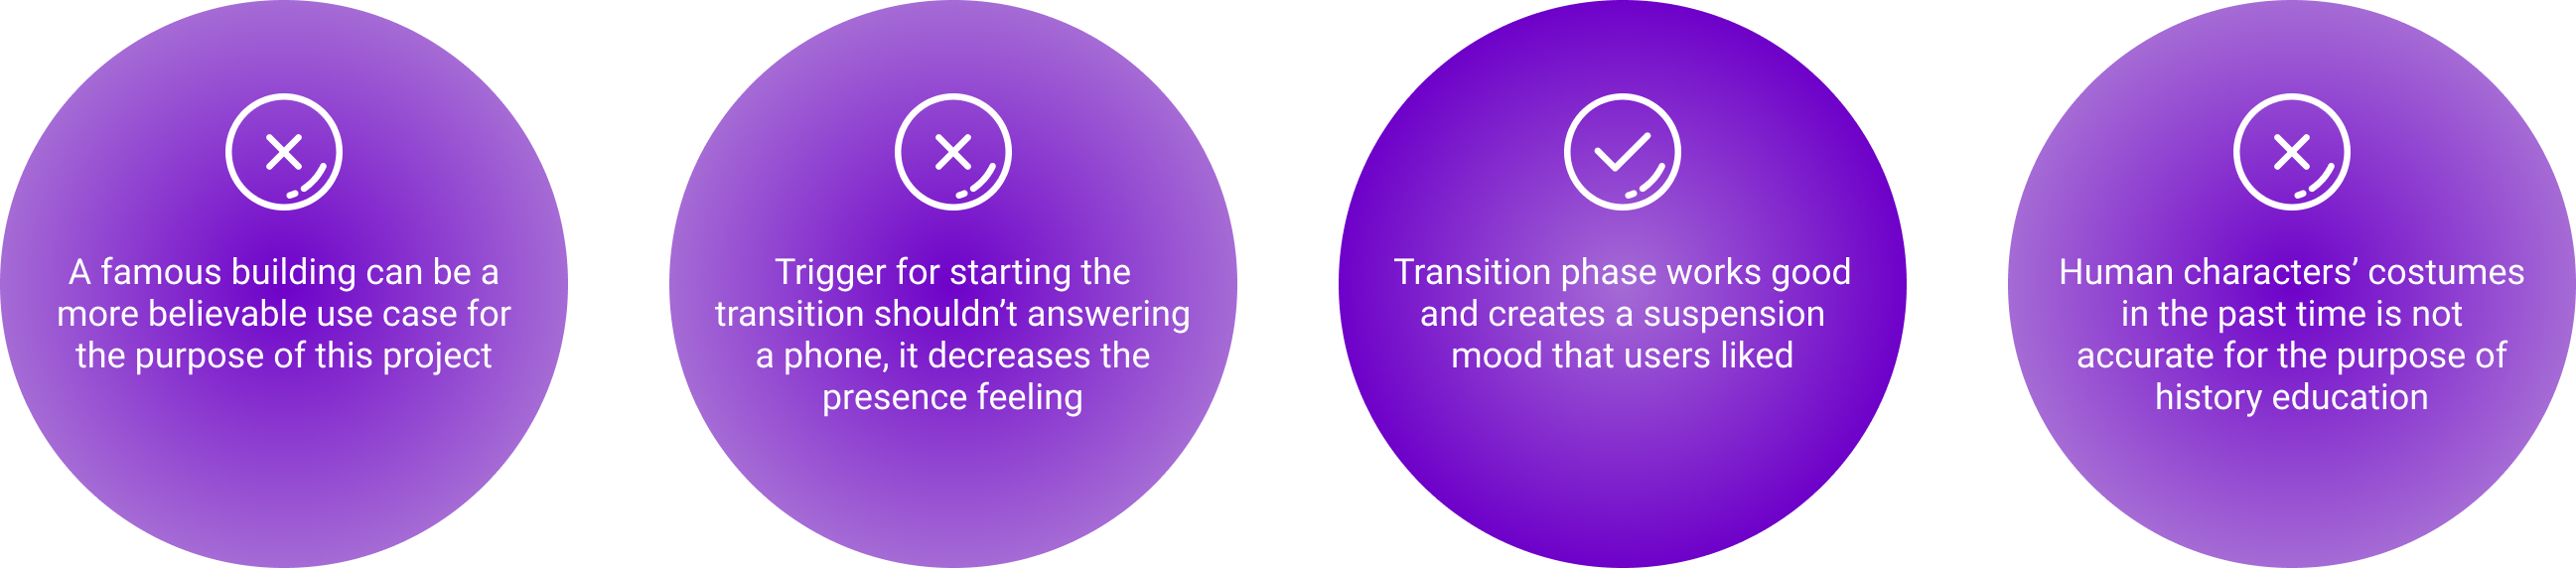 A famous building can be a
more believable use case for
the purpose of this project
Trigger for starting the
transition shouldn’t answering
a phone, it decreases the
presence feeling
Transition phase works good
and creates a suspension
mood that users liked
Human characters’ costumes
in the past time is not
accurate for the purpose of
history education